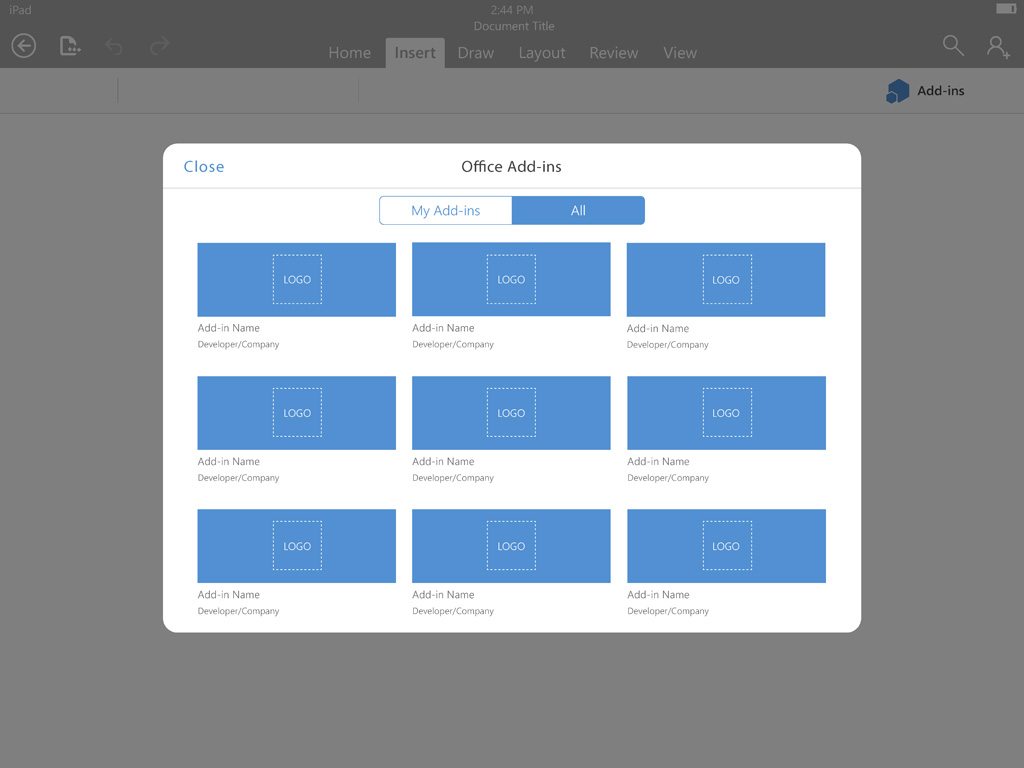 iPad
2:44 PM
Document Title
Home Insert Draw Layout Review View
Add-ins
Close Office Add-ins
My Add-ins All
LOGO LOGO LOGO
Add-in Name Add-in Name Add-in Name
Developer/Company Developer/Company Developer/Company
LOGO LOGO LOGO
Add-in Name Add-in Name Add-in Name
Developer/Company Developer/Company Developer/Company
LOGO LOGO LOGO
Add-in Name Add-in Name Add-in Name
Developer/Company Developer/Company Developer/Company